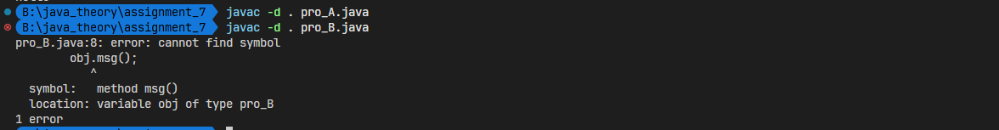 B:\java_theory\assignment_7 javac -d . pro_A.java
B:\java_theory\assignment_7 javac -d . pro_B.java
pro_B.java:8: error: cannot find symbol
        obj.msg();
           ^
  symbol:   method msg()
  location: variable obj of type pro_B
1 error